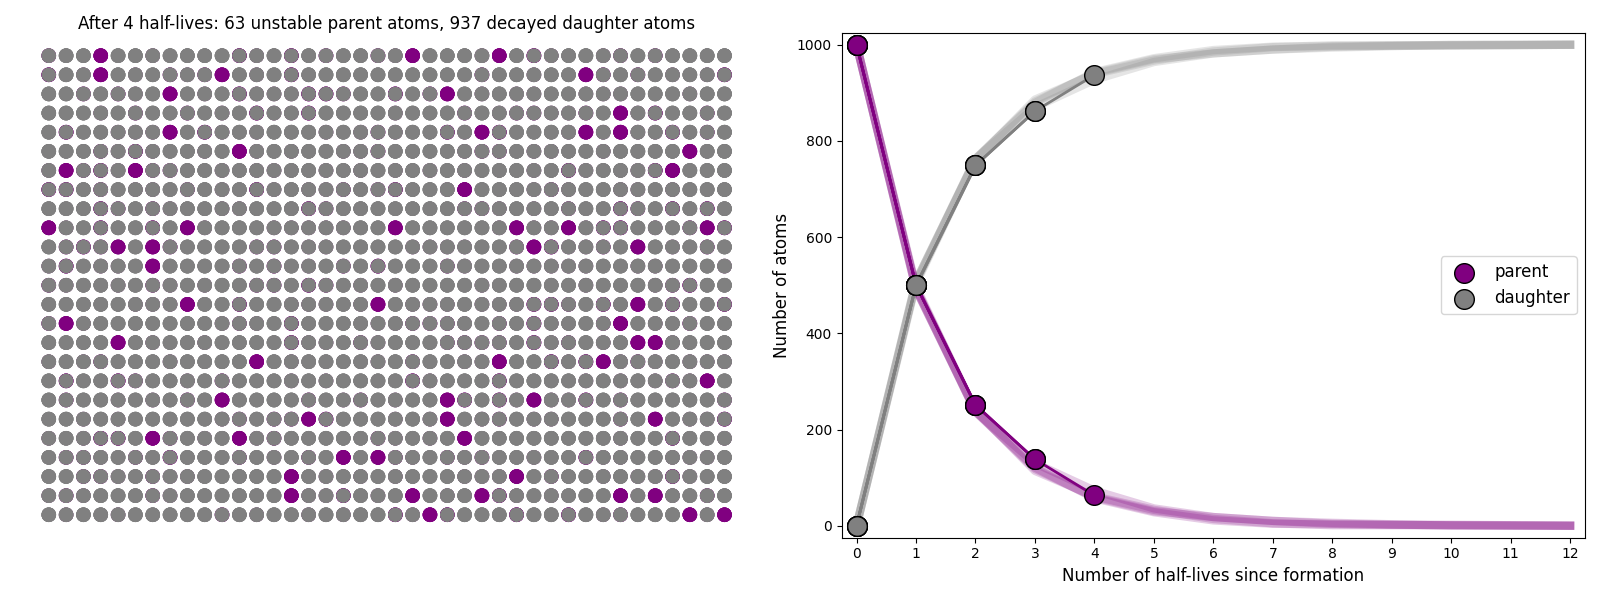 After 4 half-lives: 63 unstable parent atoms, 937 decayed daughter atoms
1000
800
600
400
200
0
Number of atoms
parent
daughter
0 1 2 3 4 5 6 7 8 9 10 11 12
Number of half-lives since formation